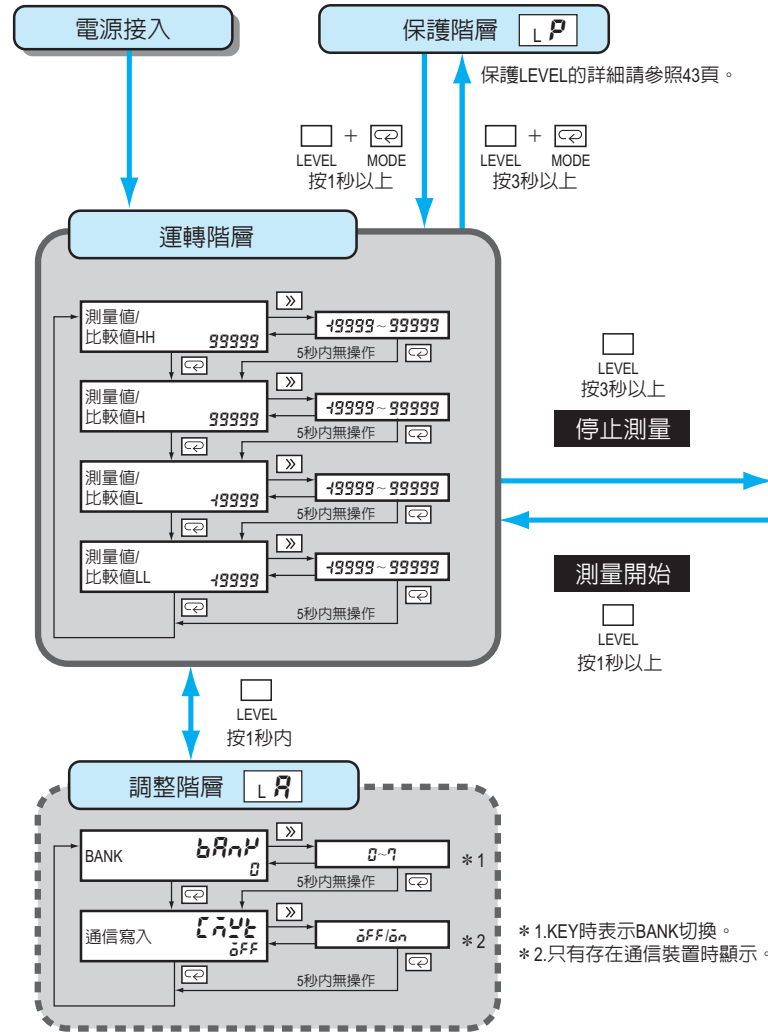 電源接入
保護階層 L P
保護LEVEL的詳細請參照43頁。
LEVEL + MODE
按1秒以上
LEVEL + MODE
按3秒以上
運轉階層
測量值/
比較值HH 99999
-19999~99999
5秒内無操作
測量值/
比較值H 99999
-19999~99999
5秒内無操作
測量值/
比較值L -19999
-19999~99999
5秒内無操作
測量值/
比較值LL -19999
-19999~99999
5秒内無操作
LEVEL
按3秒以上
停止測量
測量開始
LEVEL
按1秒以上
LEVEL
按1秒内
調整階層 L A
BANK bAnK
0
0~7
*1
5秒内無操作
通信寫入 CMWt
oFF
oFF/on
*2
5秒内無操作
*1.KEY時表示BANK切換。
*2.只有存在通信裝置時顯示。